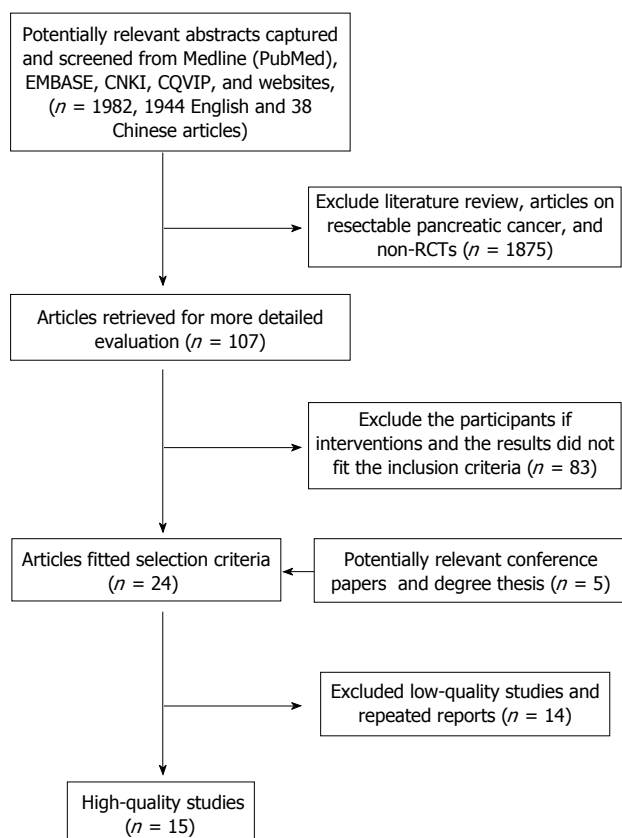 Potentially relevant abstracts captured
and screened from Medline (PubMed),
EMBASE, CNKI, CQVIP, and websites,
(n = 1982, 1944 English and 38
Chinese articles)
Exclude literature review, articles on
resectable pancreatic cancer, and
non-RCTs (n = 1875)
Articles retrieved for more detailed
evaluation (n = 107)
Exclude the participants if
interventions and the results did not
fit the inclusion criteria (n = 83)
Articles fitted selection criteria
(n = 24)
Potentially relevant conference
papers and degree thesis (n = 5)
Excluded low-quality studies and
repeated reports (n = 14)
High-quality studies
(n = 15)